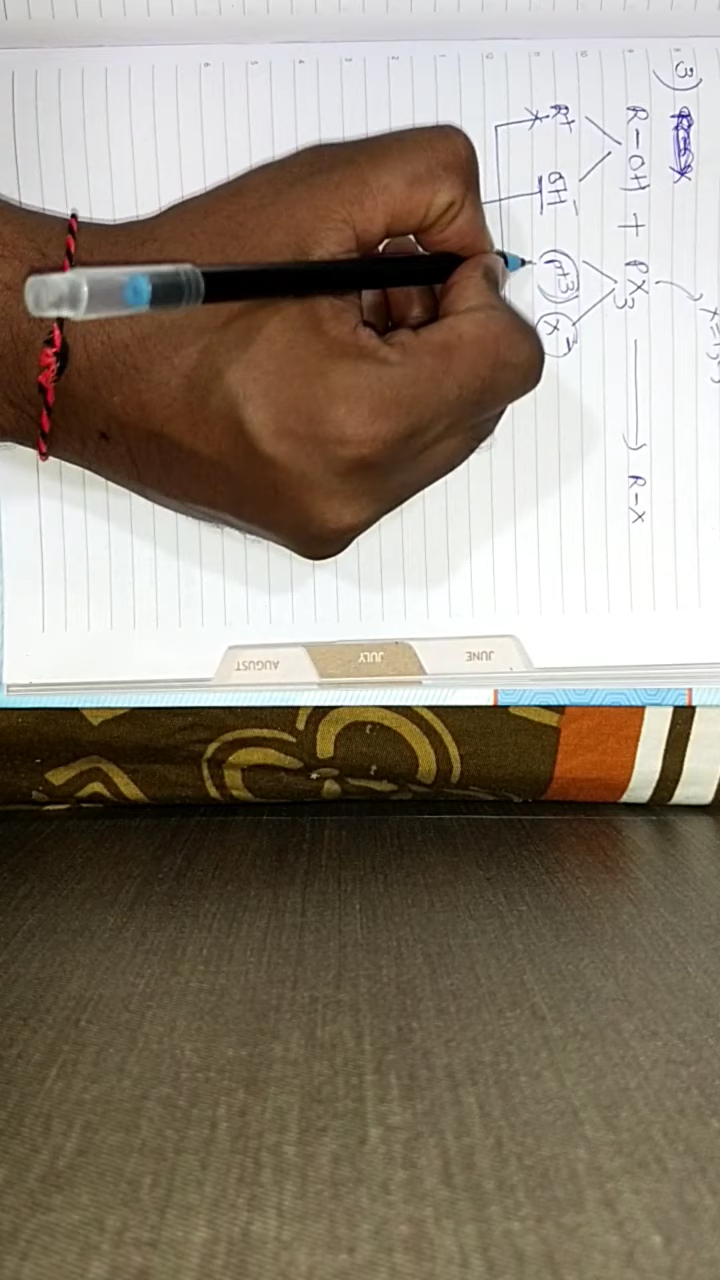 3)
R-OH + PX₃ ⟶ R-X
R⁺ OH⁻ P⁺³ X⁻
JUNE
JULY
AUGUST